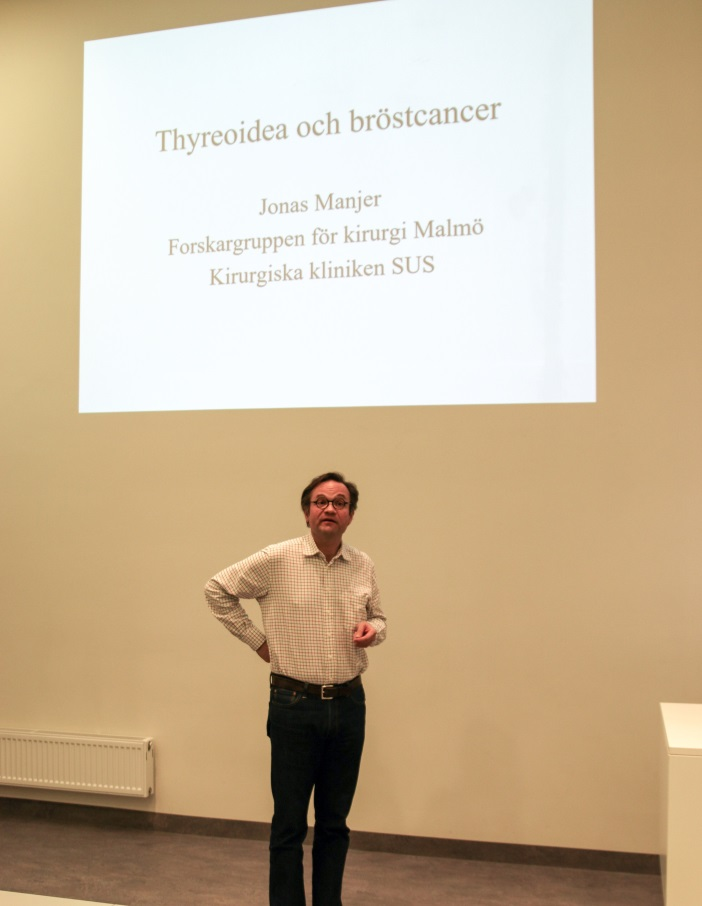 Thyreoidea och bröstcancer
Jonas Manjer
Forskargruppen för kirurgi Malmö
Kirurgiska kliniken SUS